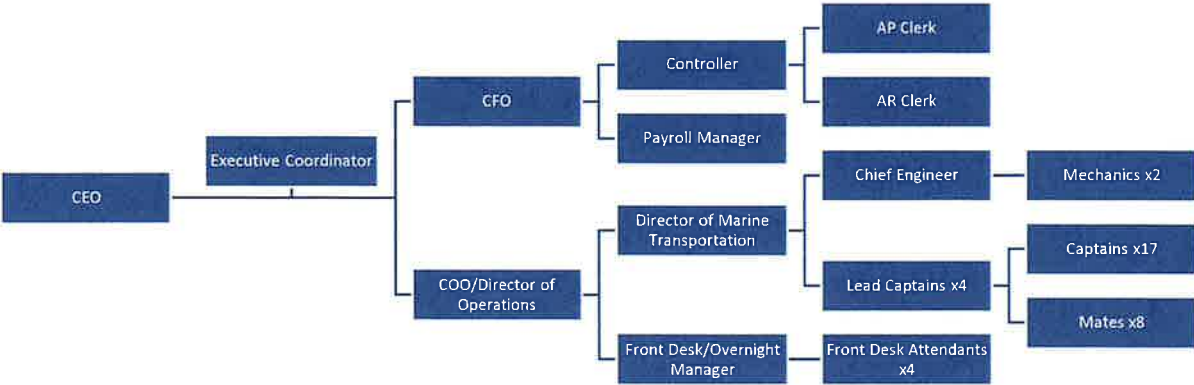 CEO
Executive Coordinator
CFO
Controller
AP Clerk
AR Clerk
Payroll Manager
COO/Director of
Operations
Director of Marine
Transportation
Chief Engineer
Mechanics x2
Lead Captains x4
Captains x17
Mates x8
Front Desk/Overnight
Manager
Front Desk Attendants
x4